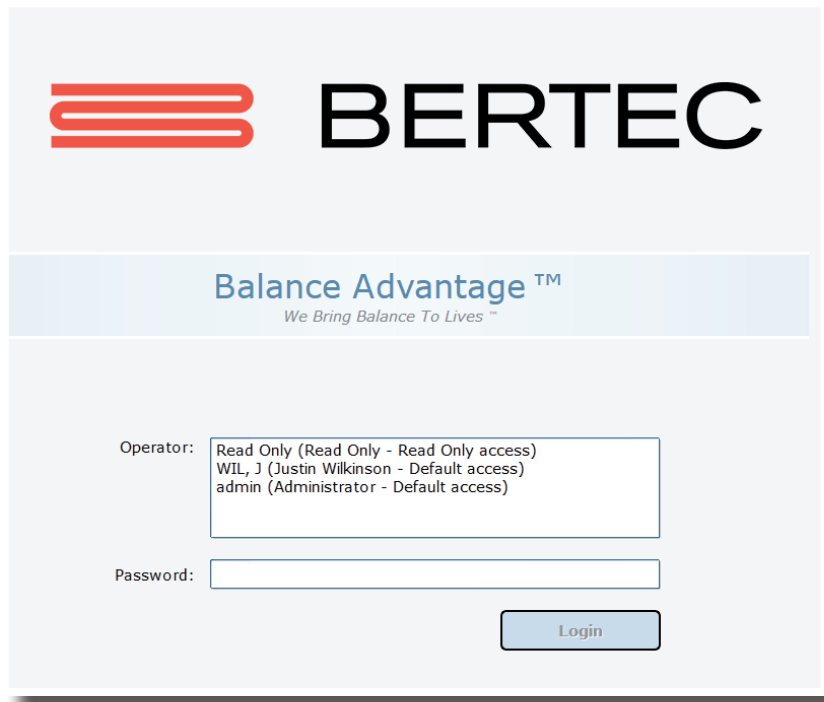 BERTEC
Balance Advantage ™
We Bring Balance To Lives ™
Operator:
Read Only (Read Only - Read Only access)
WIL, J (Justin Wilkinson - Default access)
admin (Administrator - Default access)
Password:
Login